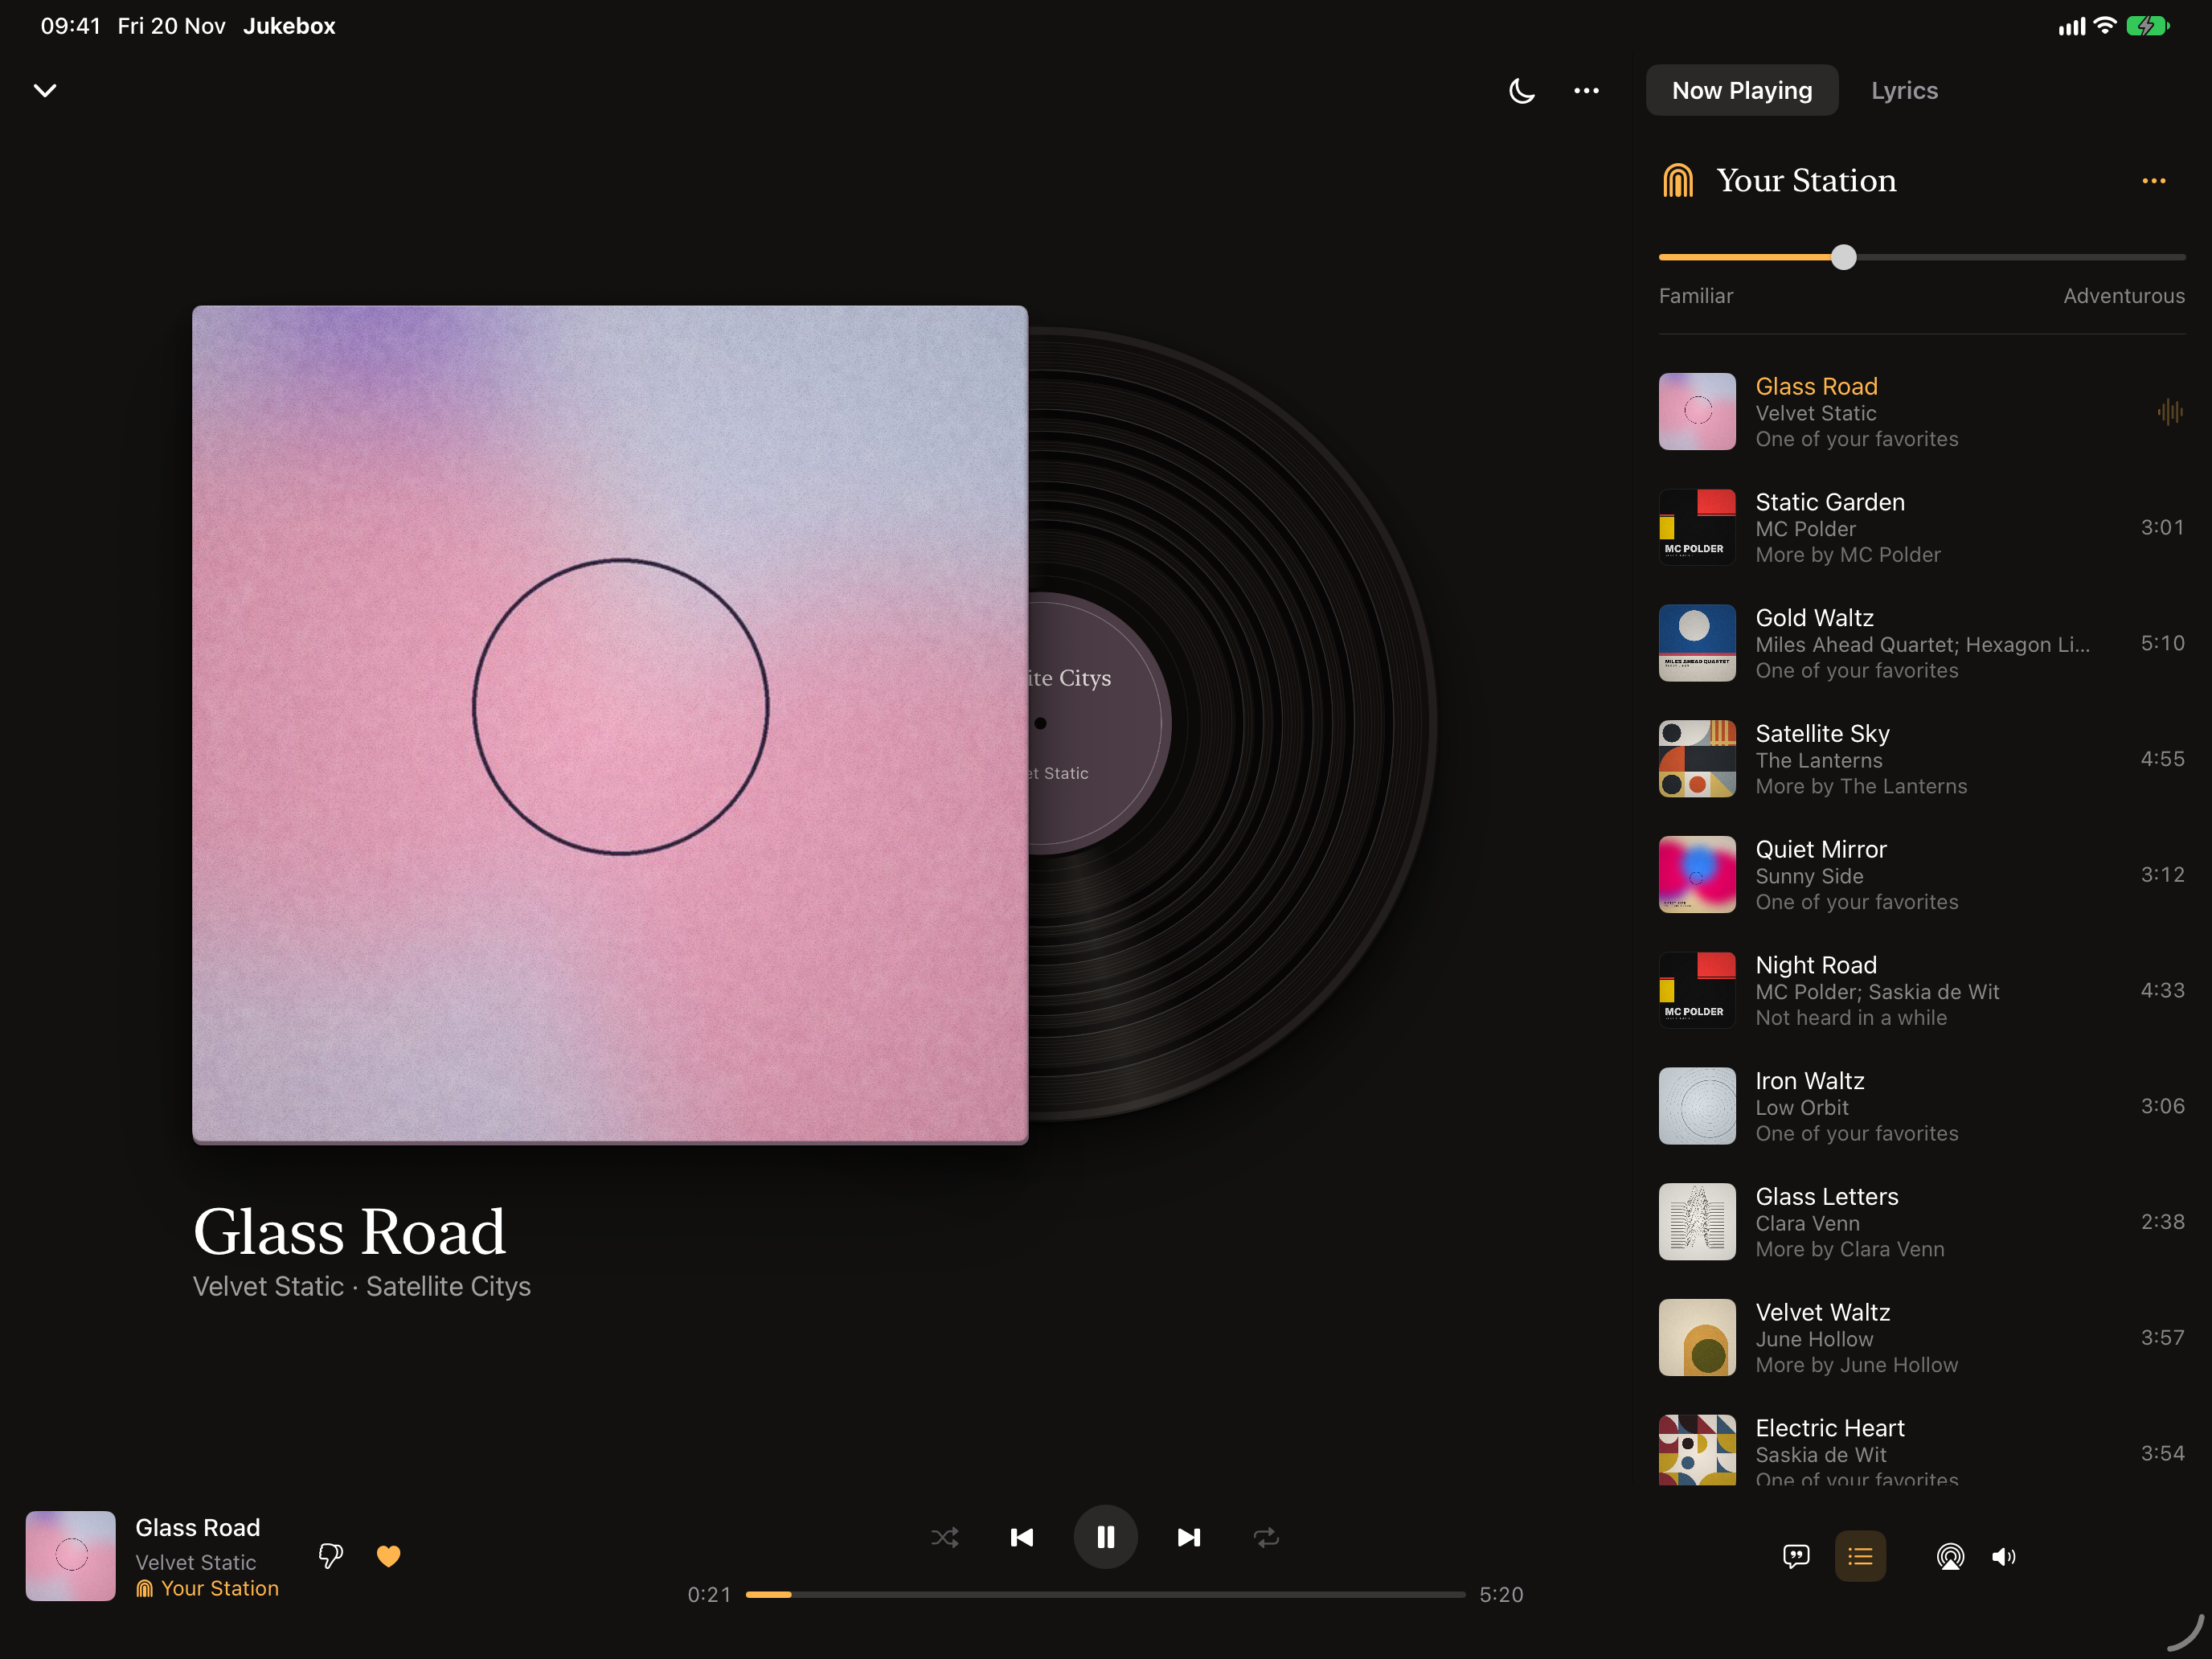 09:41 Fri 20 Nov Jukebox
Now Playing Lyrics
Your Station
Familiar Adventurous
Glass Road
Velvet Static
One of your favorites
Static Garden
MC Polder
More by MC Polder
3:01
MC POLDER
Gold Waltz
Miles Ahead Quartet; Hexagon Li...
One of your favorites
5:10
MILES AHEAD QUARTET
Satellite Sky
The Lanterns
More by The Lanterns
4:55
Quiet Mirror
Sunny Side
One of your favorites
3:12
Night Road
MC Polder; Saskia de Wit
Not heard in a while
4:33
MC POLDER
Iron Waltz
Low Orbit
One of your favorites
3:06
Glass Letters
Clara Venn
More by Clara Venn
2:38
Velvet Waltz
June Hollow
More by June Hollow
3:57
Electric Heart
Saskia de Wit
One of your favorites
3:54
ite Citys
et Static
Glass Road
Velvet Static · Satellite Citys
Glass Road
Velvet Static
Your Station
0:21 5:20